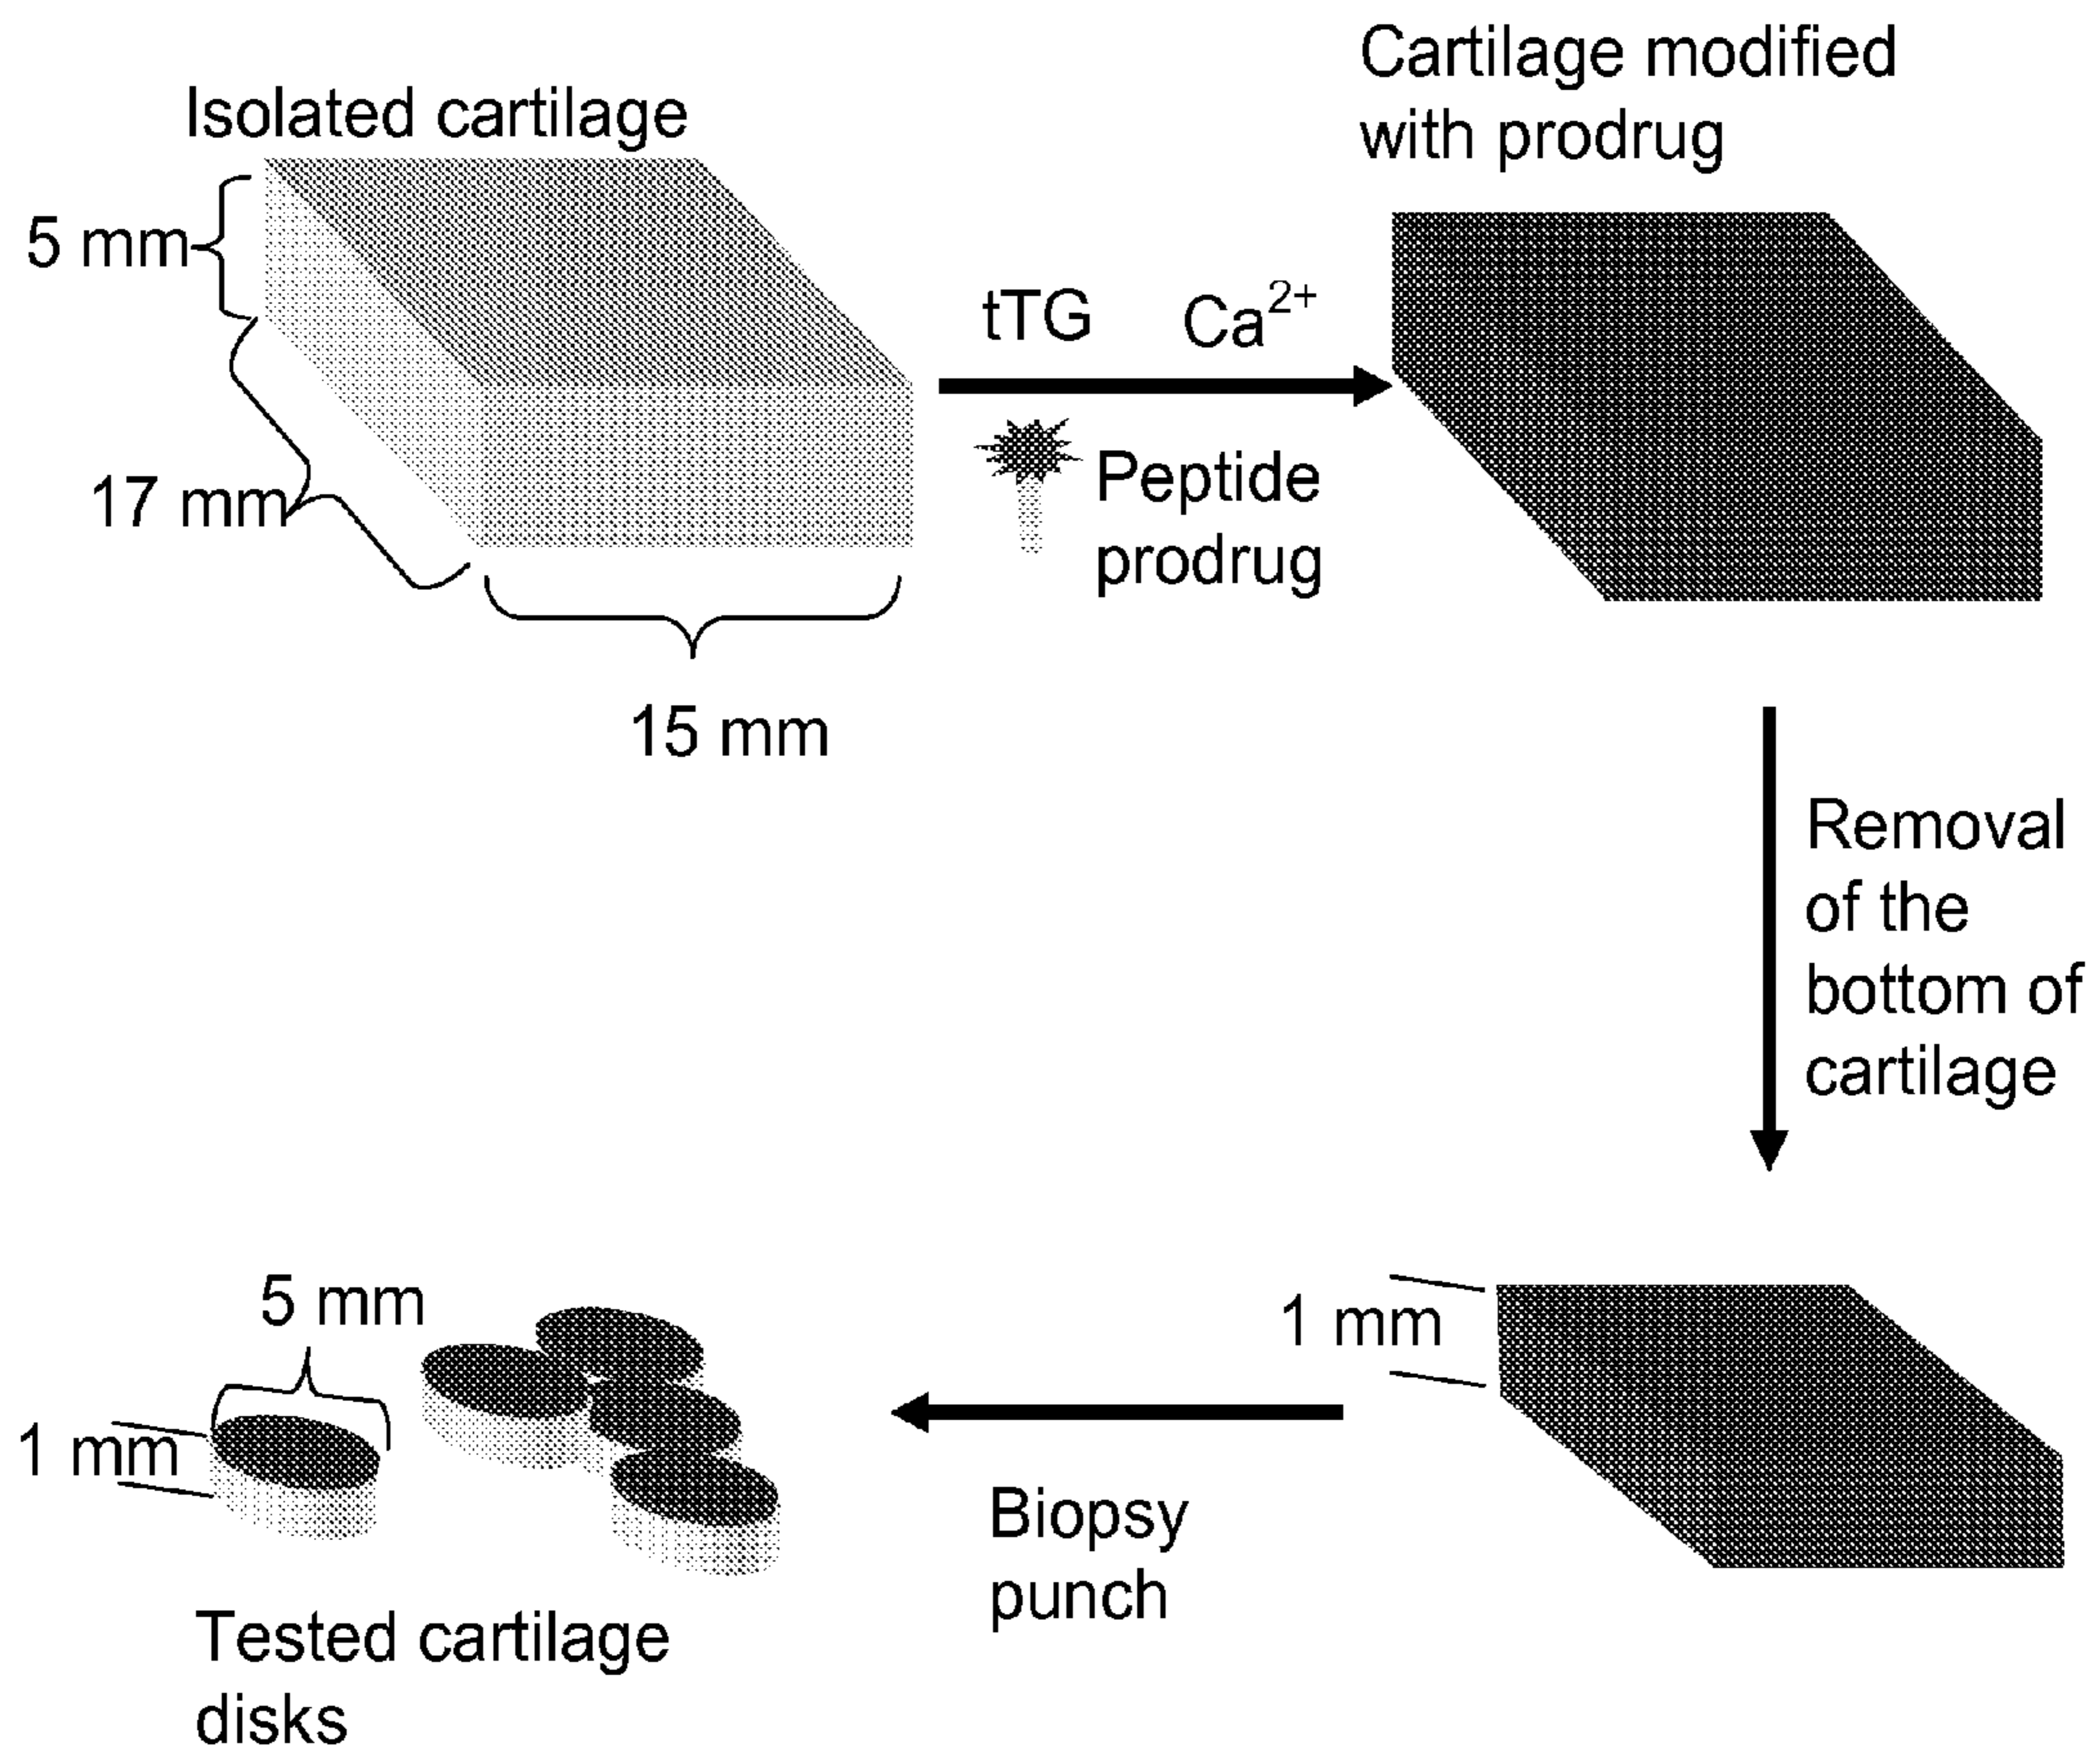 Isolated cartilage
5 mm
17 mm
15 mm
tTG Ca²⁺
Peptide
prodrug
Cartilage modified
with prodrug
Removal
of the
bottom of
cartilage
1 mm
Biopsy
punch
5 mm
1 mm
Tested cartilage
disks